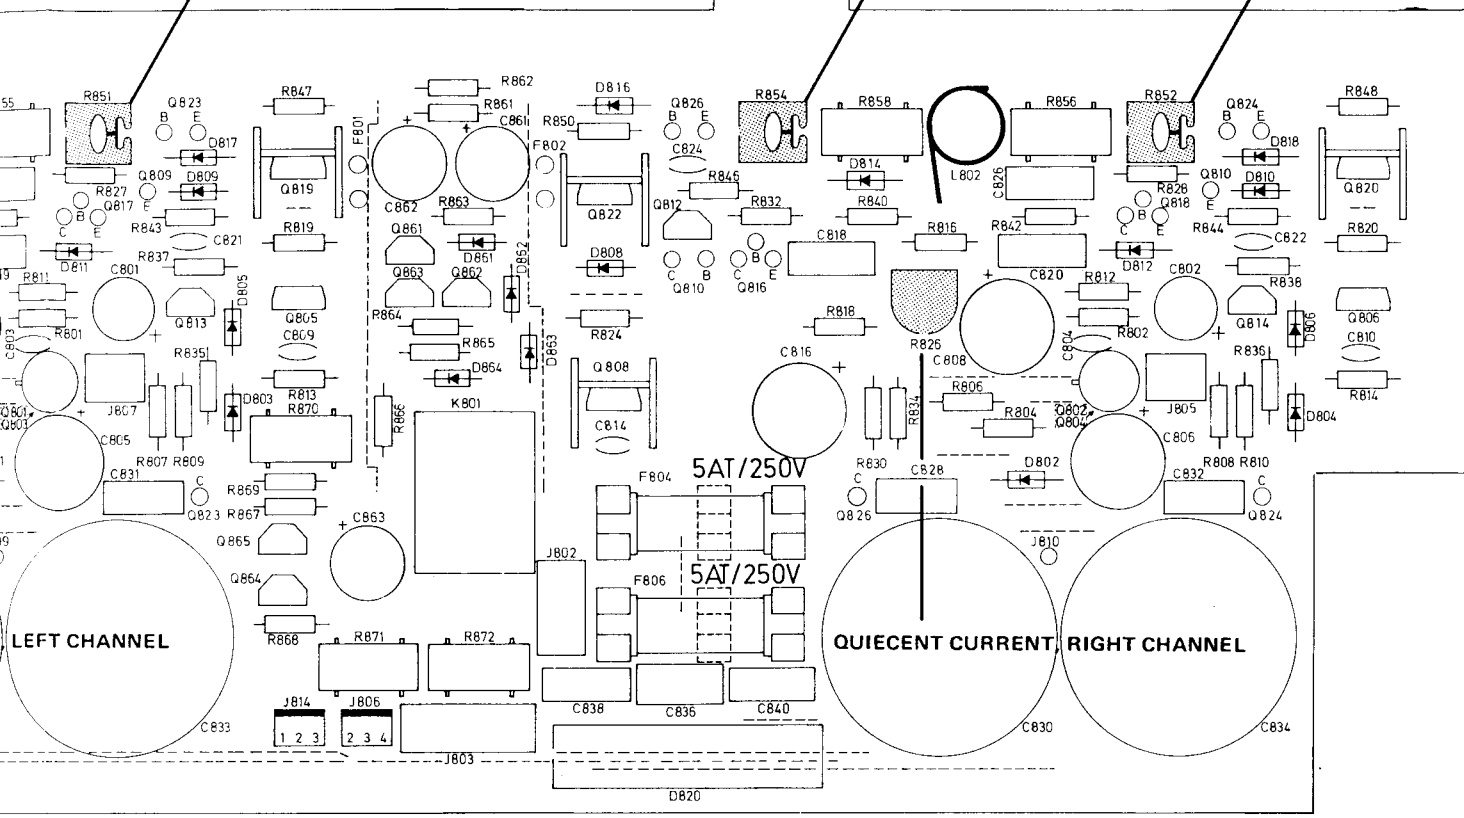 R862
D816
R851
Q823
R847
R861
C861
Q826
R854
R858
R856
R852
Q824
R848
55
B E
F801
R850
B E
B E
D817
F802
C824
D814
L802
C826
D818
R827
Q809
D809
Q819
R846
R828
Q810
D810
Q820
E
Q817
B
C862
R863
Q822
Q812
R832
R840
Q818
B
E
C E
R843
C821
R819
Q861
C818
R816
R842
C E
R844
C822
R820
D811
R837
D861
D862
D808
B
C B C E
D812
R838
R811
C801
D805
Q863
Q862
Q810
Q816
C820
R812
C802
R801
Q813
Q805
R864
R824
R818
R826
R802
Q814
D806
Q806
C803
R835
C809
R865
D863
C816
C808
C804
R836
C810
Q801
Q803
J807
D803
R813
R870
D864
Q808
R806
Q802
Q804
J805
D804
R814
C805
R866
K801
C814
R834
R804
C806
R807 R809
5AT/250V
R830
R808 R810
C831
C
R869
F804
C
C828
D802
C832
C
Q823
R867
Q826
Q824
Q865
C863
J802
J810
Q864
F806
5AT/250V
R868
R871
R872
LEFT CHANNEL
QUIECENT CURRENT, RIGHT CHANNEL
J814
J806
C838
C836
C840
1 2 3
2 3 4
C833
C830
C834
J803
D820